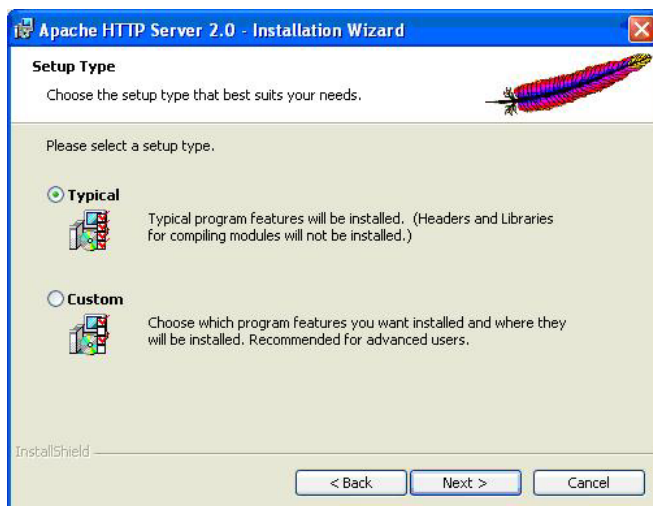 Apache HTTP Server 2.0 - Installation Wizard
Setup Type
Choose the setup type that best suits your needs.
Please select a setup type.
Typical
Typical program features will be installed. (Headers and Libraries
for compiling modules will not be installed.)
Custom
Choose which program features you want installed and where they
will be installed. Recommended for advanced users.
InstallShield
< Back
Next >
Cancel